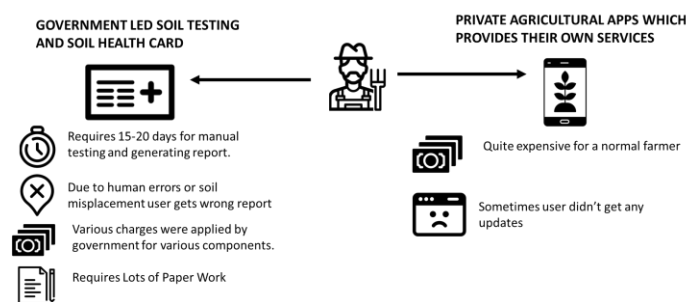 GOVERNMENT LED SOIL TESTING
AND SOIL HEALTH CARD
Requires 15-20 days for manual
testing and generating report.
Due to human errors or soil
misplacement user gets wrong report
Various charges were applied by
government for various components.
Requires Lots of Paper Work
PRIVATE AGRICULTURAL APPS WHICH
PROVIDES THEIR OWN SERVICES
Quite expensive for a normal farmer
Sometimes user didn't get any
updates